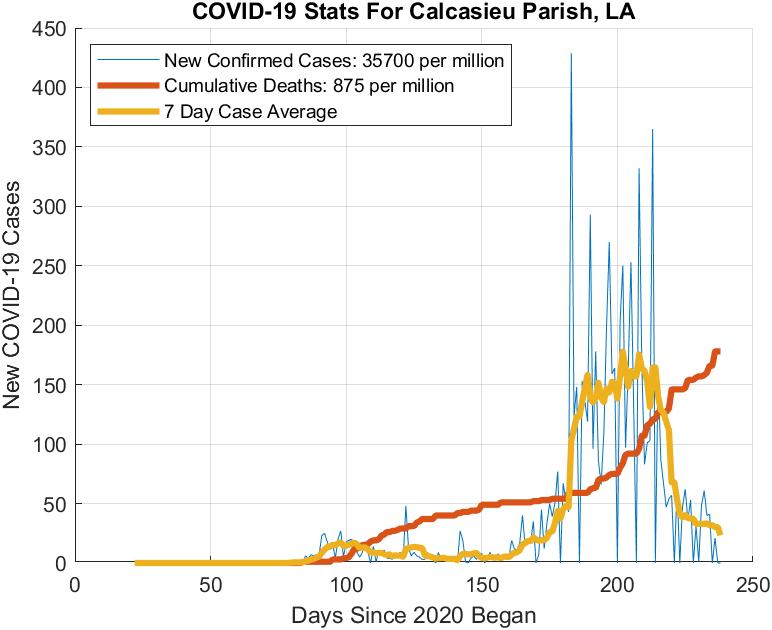 COVID-19 Stats For Calcasieu Parish, LA
450
400
350
300
250
200
150
100
50
0
New COVID-19 Cases
New Confirmed Cases: 35700 per million
Cumulative Deaths: 875 per million
7 Day Case Average
0 50 100 150 200 250
Days Since 2020 Began